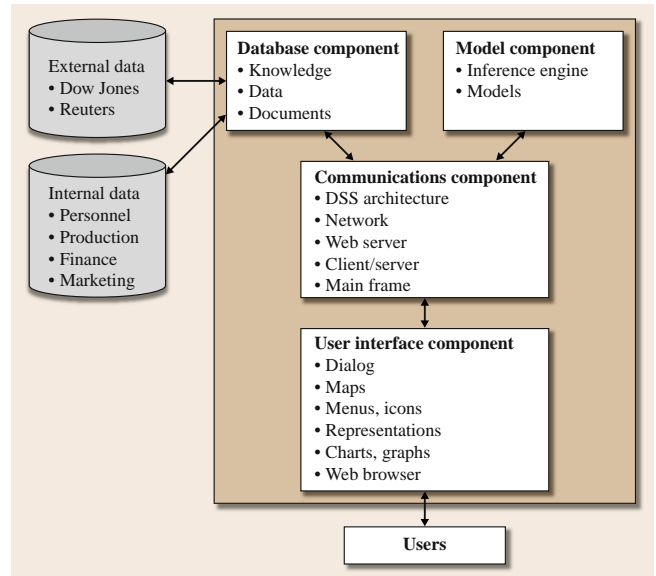 External data
• Dow Jones
• Reuters
Internal data
• Personnel
• Production
• Finance
• Marketing
Database component
• Knowledge
• Data
• Documents
Model component
• Inference engine
• Models
Communications component
• DSS architecture
• Network
• Web server
• Client/server
• Main frame
User interface component
• Dialog
• Maps
• Menus, icons
• Representations
• Charts, graphs
• Web browser
Users